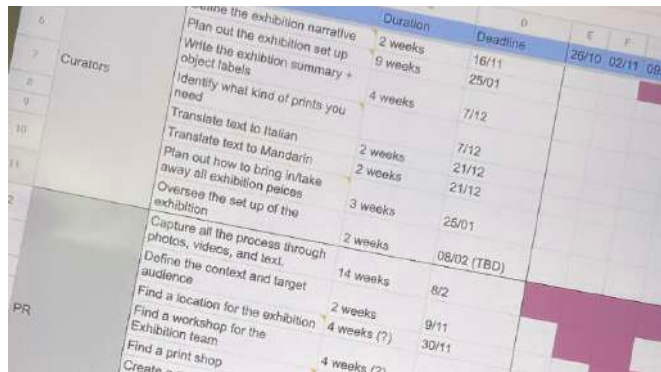 Duration
Deadline
E
F
26/10 02/11
the exhibition narrative
2 weeks
16/11
6
Plan out the exhibition set up
9 weeks
25/01
7
Curators
Write the exhibtion summary +
object labels
4 weeks
7/12
8
Identify what kind of prints you
need
7/12
9
Translate text to Italian
2 weeks
21/12
10
Translate text to Mandarin
2 weeks
21/12
11
Plan out how to bring in/take
away all exhibition peices
3 weeks
25/01
Oversee the set up of the
exhibition
2 weeks
08/02 (TBD)
PR
Capture all the process through
photos, videos, and text.
14 weeks
8/2
Define the context and target
audience
2 weeks
9/11
Find a location for the exhibition
4 weeks (?)
30/11
Find a workshop for the
Exhibition team
4 weeks (?)
Find a print shop